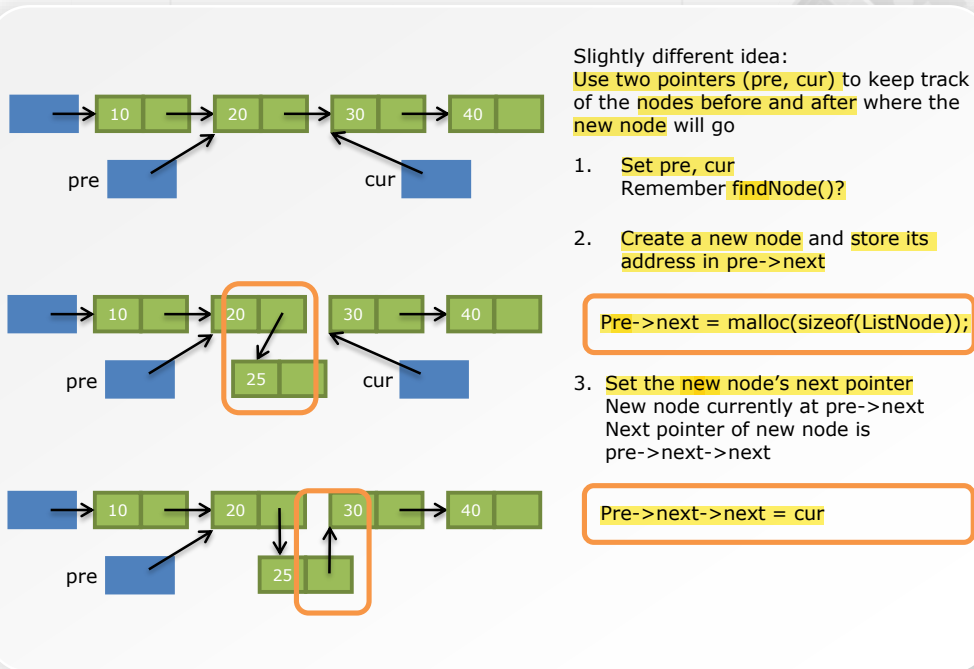 Slightly different idea:
Use two pointers (pre, cur) to keep track
of the nodes before and after where the
new node will go
1. Set pre, cur
Remember findNode()?
2. Create a new node and store its
address in pre->next
Pre->next = malloc(sizeof(ListNode));
3. Set the new node’s next pointer
New node currently at pre->next
Next pointer of new node is
pre->next->next
Pre->next->next = cur
10 20 30 40
pre cur
10 20 30 40
25
pre cur
10 20 30 40
25
pre